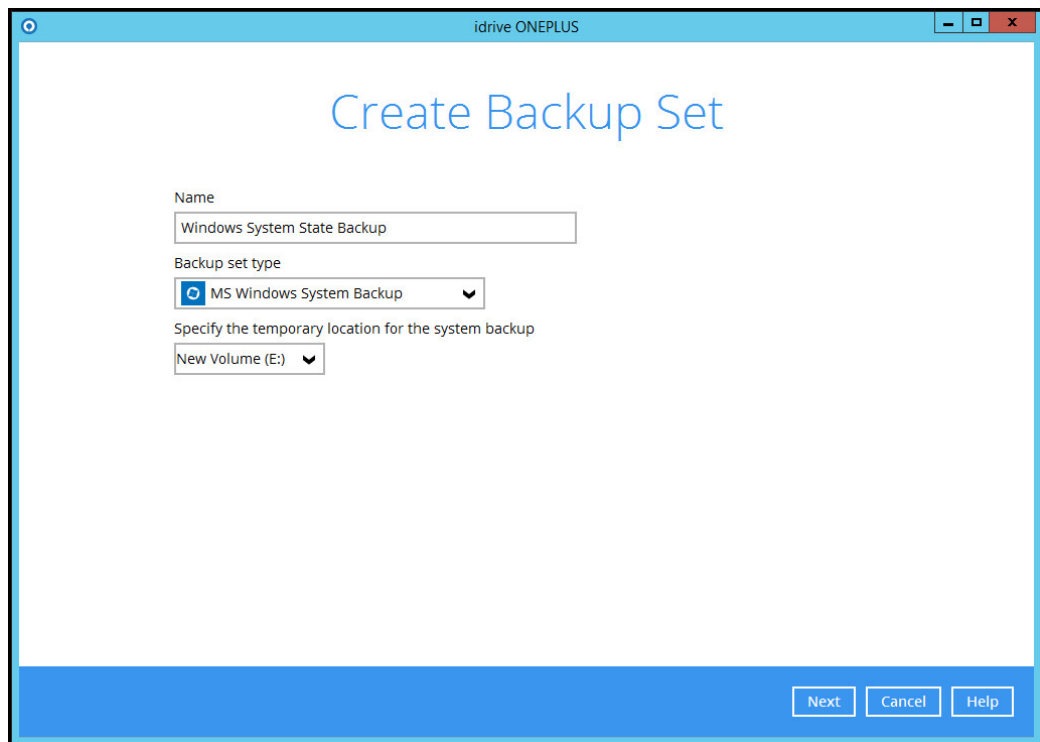 idrive ONEPLUS
Create Backup Set
Name
Windows System State Backup
Backup set type
MS Windows System Backup
Specify the temporary location for the system backup
New Volume (E:)
Next Cancel Help